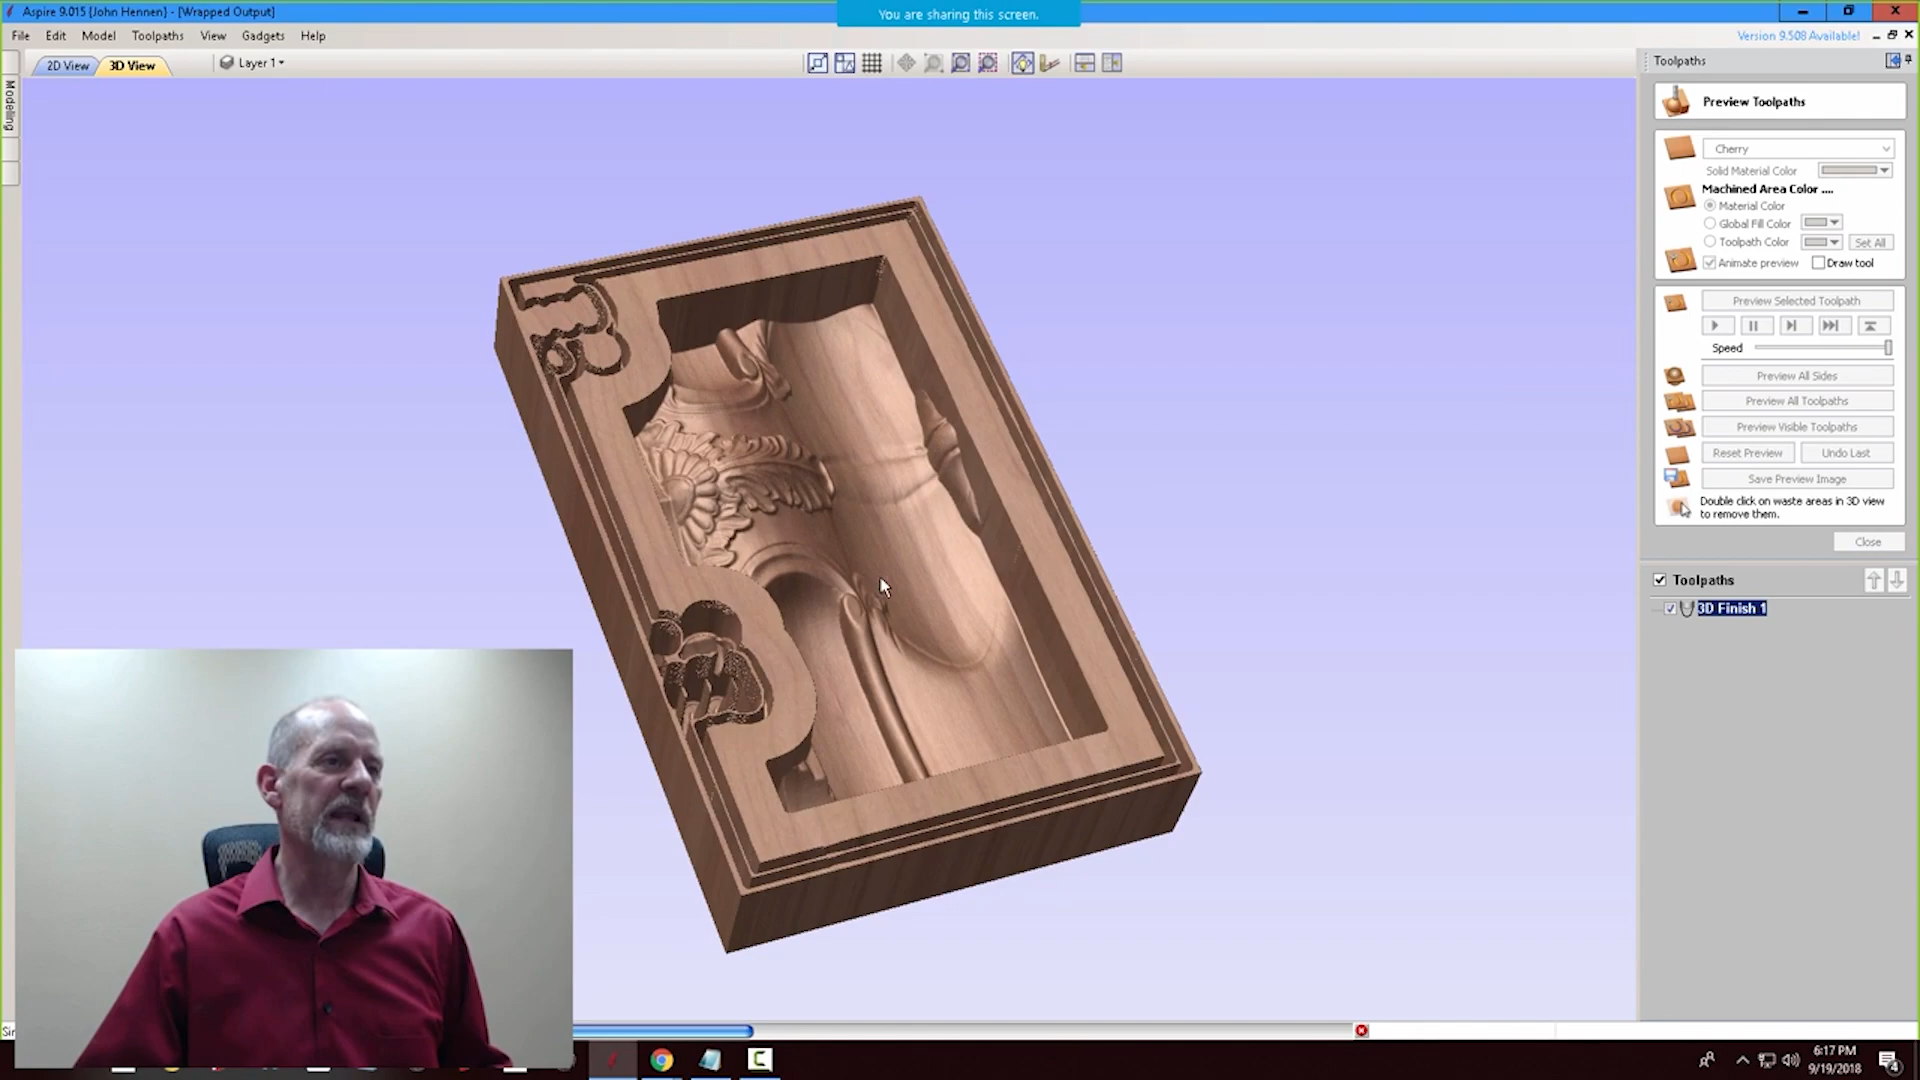 Aspire 9.015 {John Hennen} - [Wrapped Output]
You are sharing this screen.
File Edit Model Toolpaths View Gadgets Help
Version 9.508 Available!
2D View 3D View Layer 1
Toolpaths
Modeling
Preview Toolpaths
Cherry
Solid Material Color
Machined Area Color ....
Material Color
Global Fill Color
Toolpath Color Set All
Animate preview Draw tool
Preview Selected Toolpath
Speed
Preview All Sides
Preview All Toolpaths
Preview Visible Toolpaths
Reset Preview Undo Last
Save Preview Image
Double click on waste areas in 3D view
to remove them.
Close
Toolpaths
3D Finish 1
6:17 PM
9/19/2018
4